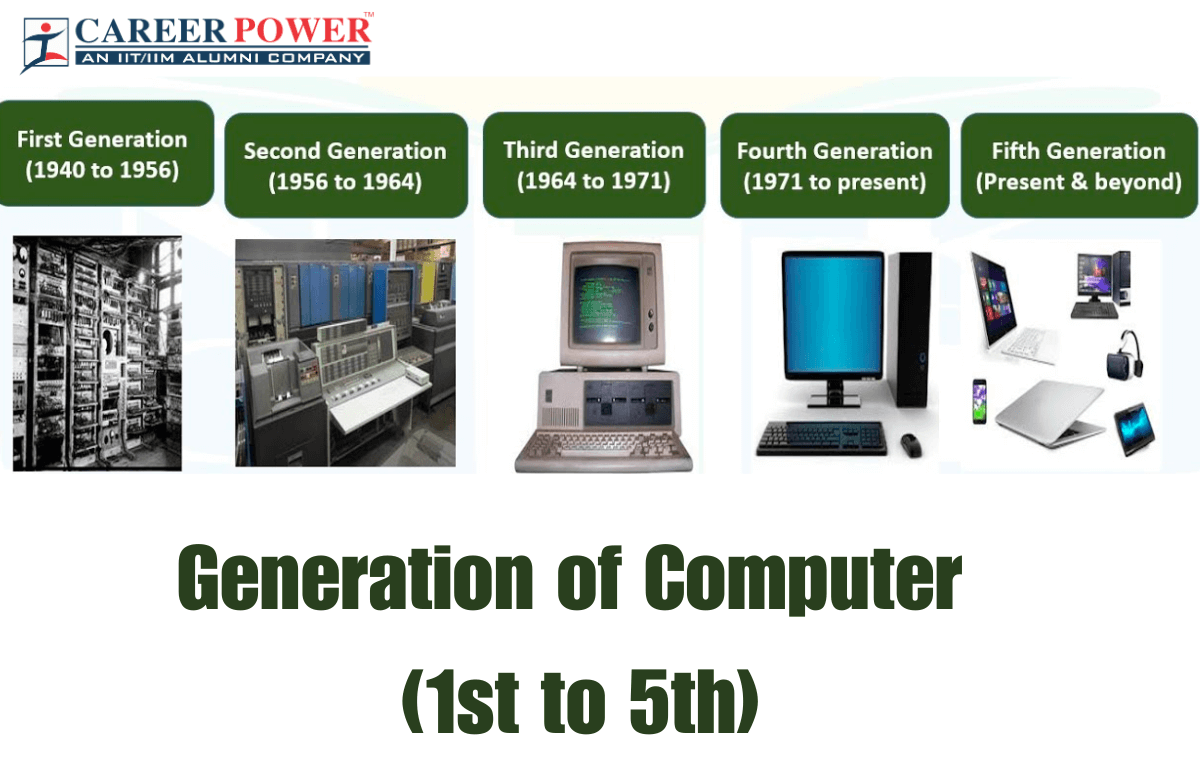 CAREER POWER™
AN IIT/IIM ALUMNI COMPANY
First Generation
(1940 to 1956)
Second Generation
(1956 to 1964)
Third Generation
(1964 to 1971)
Fourth Generation
(1971 to present)
Fifth Generation
(Present & beyond)
Generation of Computer
(1st to 5th)